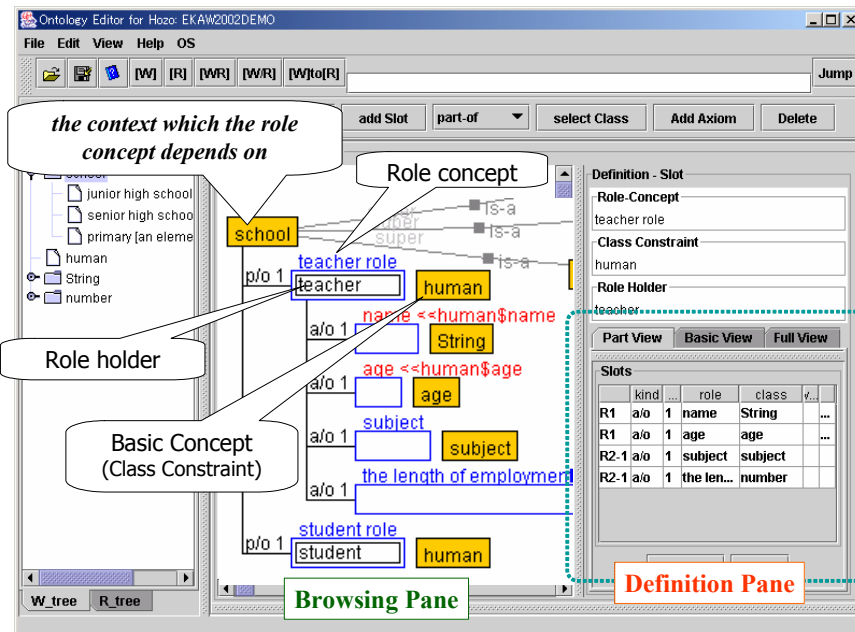 Ontology Editor for Hozo: EKAW2002DEMO
File Edit View Help OS
[W] [R] [WR] [W/R] [W]to[R] Jump
add Slot part-of select Class Add Axiom Delete
the context which the role
concept depends on
school
junior high school
senior high schoo
primary [an eleme
human
String
number
W_tree R_tree
Role concept
school
super
super
is-a
is-a
is-a
teacher role
p/o 1
teacher
human
name <<human$name
a/o 1
String
age <<human$age
a/o 1
age
subject
a/o 1
subject
the length of employment
a/o 1
student role
p/o 1
student
human
Role holder
Basic Concept
(Class Constraint)
Browsing Pane
Definition - Slot
Role-Concept
teacher role
Class Constraint
human
Role Holder
teacher
Part View Basic View Full View
Slots
kind ... role class v...
R1 a/o 1 name String ...
R1 a/o 1 age age ...
R2-1 a/o 1 subject subject
R2-1 a/o 1 the len... number
Definition Pane